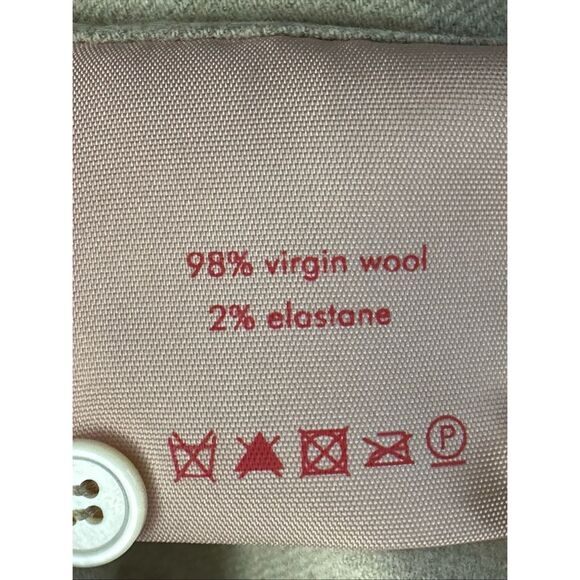 98% virgin wool
2% elastane
P